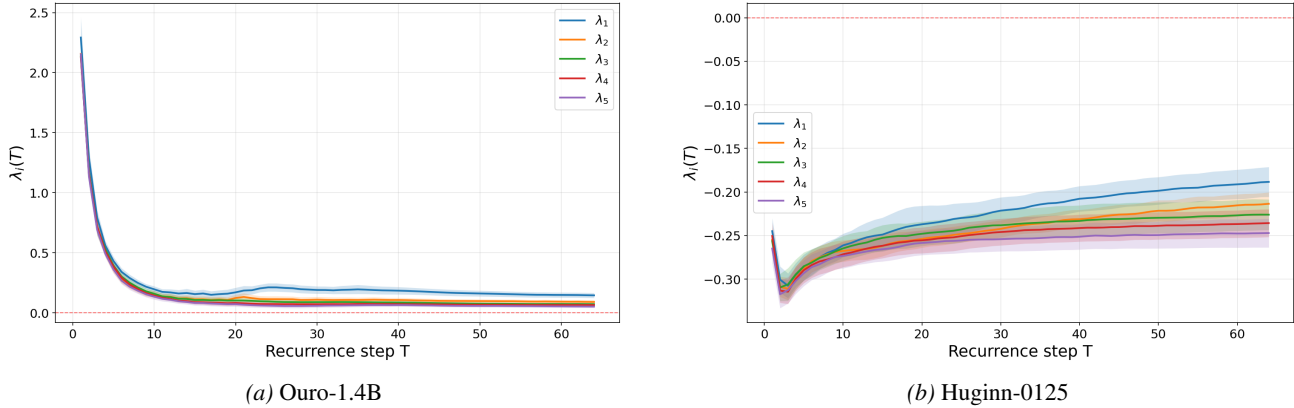 2.5
2.0
1.5
1.0
0.5
0.0
λᵢ(T)
0 10 20 30 40 50 60
Recurrence step T
λ₁
λ₂
λ₃
λ₄
λ₅
(a) Ouro-1.4B
0.00
−0.05
−0.10
−0.15
−0.20
−0.25
−0.30
λᵢ(T)
0 10 20 30 40 50 60
Recurrence step T
λ₁
λ₂
λ₃
λ₄
λ₅
(b) Huginn-0125